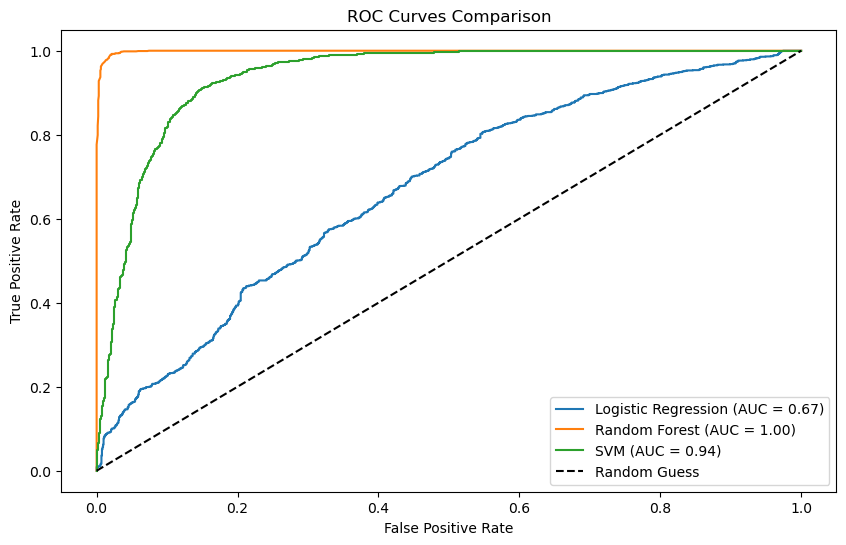 ROC Curves Comparison
True Positive Rate
1.0
0.8
0.6
0.4
0.2
0.0
Logistic Regression (AUC = 0.67)
Random Forest (AUC = 1.00)
SVM (AUC = 0.94)
Random Guess
0.0 0.2 0.4 0.6 0.8 1.0
False Positive Rate